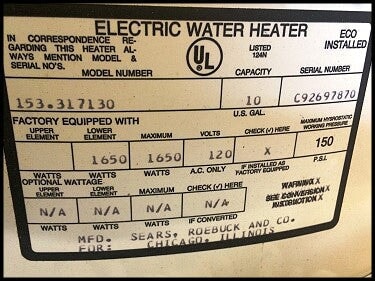 ELECTRIC WATER HEATER
IN CORRESPONDENCE RE-
GARDING THIS HEATER AL-
WAYS MENTION MODEL &
SERIAL NO'S.
UL
LISTED
124N
ECO
INSTALLED
MODEL NUMBER CAPACITY SERIAL NUMBER
153.317130 10 C92697870
U.S. GAL.
FACTORY EQUIPPED WITH
MAXIMUM HYDROSTATIC
WORKING PRESSURE
UPPER ELEMENT LOWER ELEMENT MAXIMUM VOLTS CHECK (✓) HERE
150
1650 1650 120 X
P.S.I.
WATTS WATTS WATTS A.C. ONLY IF INSTALLED AS FACTORY EQUIPPED
OPTIONAL WATTAGE
UPPER ELEMENT LOWER ELEMENT MAXIMUM CHECK (✓) HERE
WARNING
SEE CONVERSION
INSTRUCTION
N/A N/A N/A N/A
WATTS WATTS WATTS IF CONVERTED
MFD. SEARS, ROEBUCK AND CO.
FOR: CHICAGO, ILLINOIS